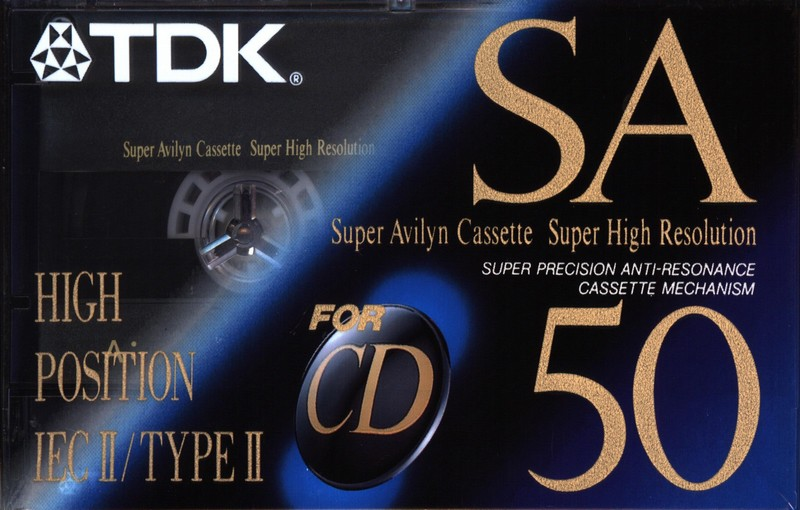 TDK®
SA
Super Avilyn Cassette Super High Resolution
Super Avilyn Cassette Super High Resolution
SUPER PRECISION ANTI-RESONANCE
CASSETTE MECHANISM
HIGH
POSITION
IEC II/TYPE II
FOR
CD
50